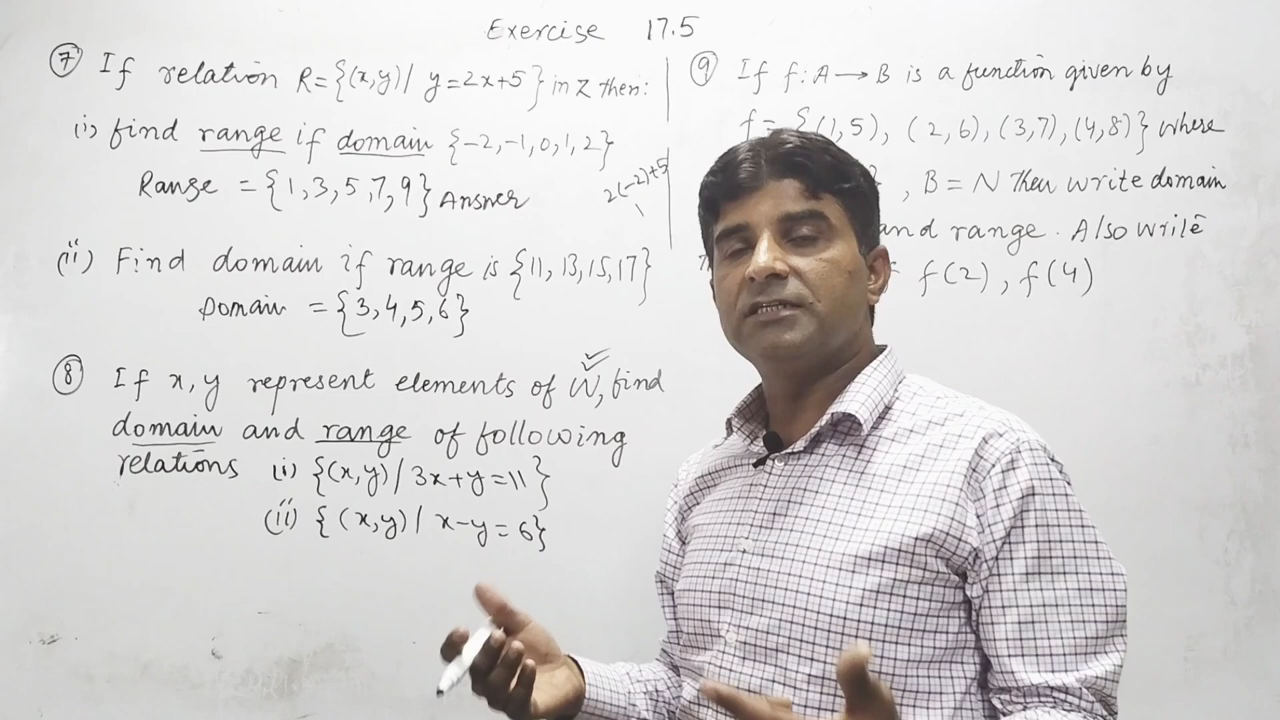 Exercise 17.5
⑦ If relation R={(x,y)/ y=2x+5} in Z then:
(i) find range if domain {-2,-1,0,1,2}
Range = {1,3,5,7,9} Answer
2(-2)+5
(ii) Find domain if range is {11, 13, 15, 17}
Domain = {3,4,5,6}
⑧ If x,y represent elements of W, find
domain and range of following
relations (i) {(x,y)/ 3x+y=11}
(ii) {(x,y)/ x-y=6}
⑨ If f: A→B is a function given by
f= {(1,5), (2,6), (3,7), (4,8)} where
}, B=N Then write domain
and range. Also write
f(2), f(4)